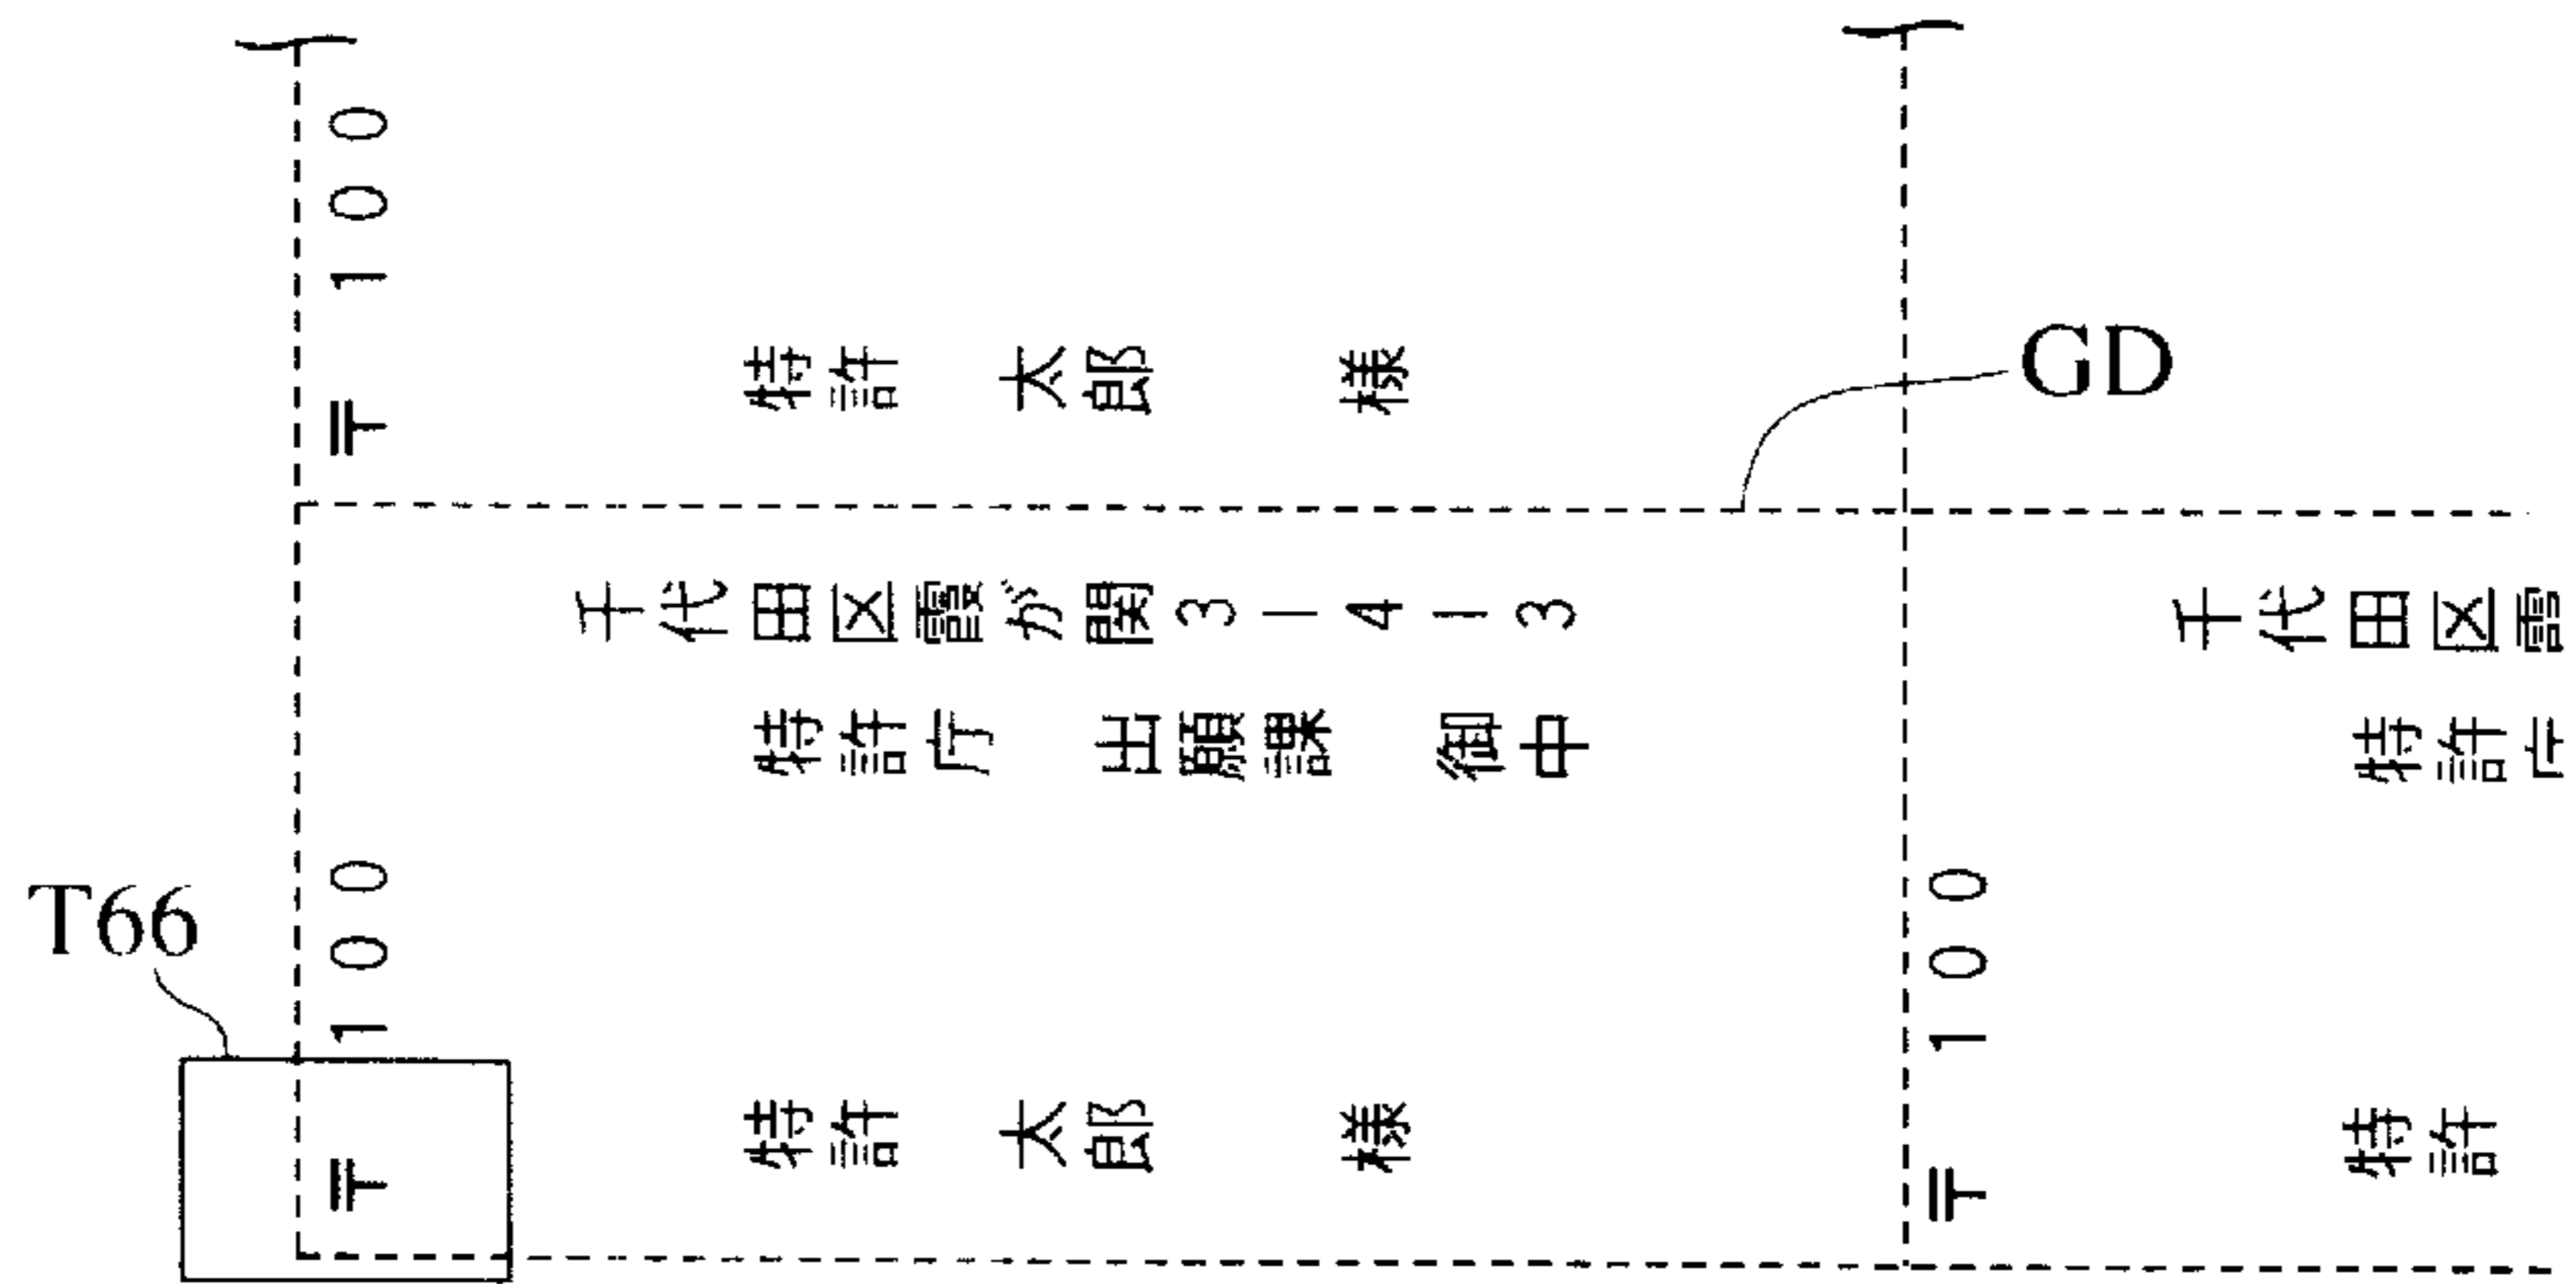 〒100
特許 太郎 様
GD
〒100
千代田区霞が関3-4-3
特許庁 出願課 御中
特許 太郎 様
T66
〒100
千代田区霞
特許庁
特許